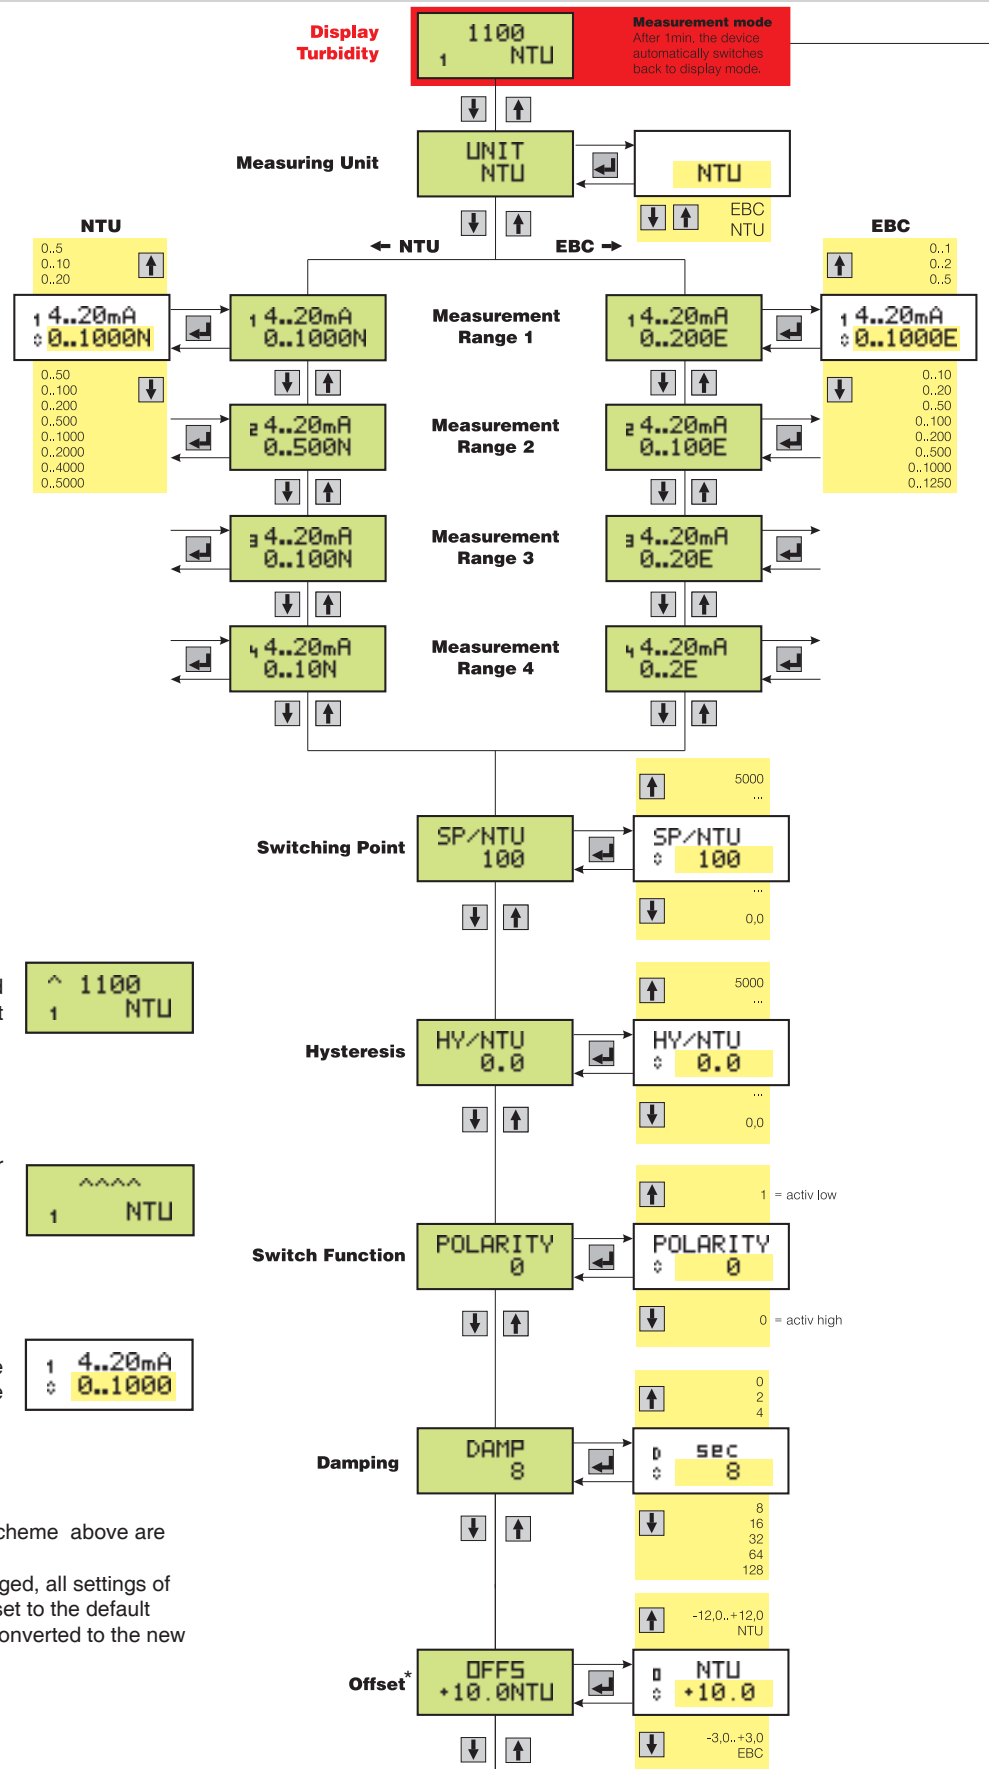 Display
Turbidity
1100
1 NTU
Measurement mode
After 1min. the device
automatically switches
back to display mode.
Measuring Unit
UNIT
NTU
NTU
EBC
NTU
NTU
← NTU
EBC →
EBC
0..5
0..10
0..20
1 4..20mA
0..1000N
0..50
0..100
0..200
0..500
0..1000
0..2000
0..4000
0..5000
1 4..20mA
0..1000N
Measurement
Range 1
1 4..20mA
0..200E
0..1
0..2
0..5
1 4..20mA
0..1000E
0..10
0..20
0..50
0..100
0..200
0..500
0..1000
0..1250
2 4..20mA
0..500N
Measurement
Range 2
2 4..20mA
0..100E
3 4..20mA
0..100N
Measurement
Range 3
3 4..20mA
0..20E
4 4..20mA
0..10N
Measurement
Range 4
4 4..20mA
0..2E
Switching Point
SP/NTU
100
5000
...
SP/NTU
100
...
0,0
^ 1100
1 NTU
Hysteresis
HY/NTU
0.0
5000
...
HY/NTU
0.0
...
0,0
^^^^
1 NTU
Switch Function
POLARITY
0
1 = activ low
POLARITY
0
0 = activ high
1 4..20mA
0..1000
Damping
DAMP
8
0
2
4
D sec
8
8
16
32
64
128
cheme above are
ged, all settings of
set to the default
onverted to the new
Offset*
OFFS
+10.0NTU
-12,0..+12,0
NTU
O NTU
+10.0
-3,0..+3,0
EBC